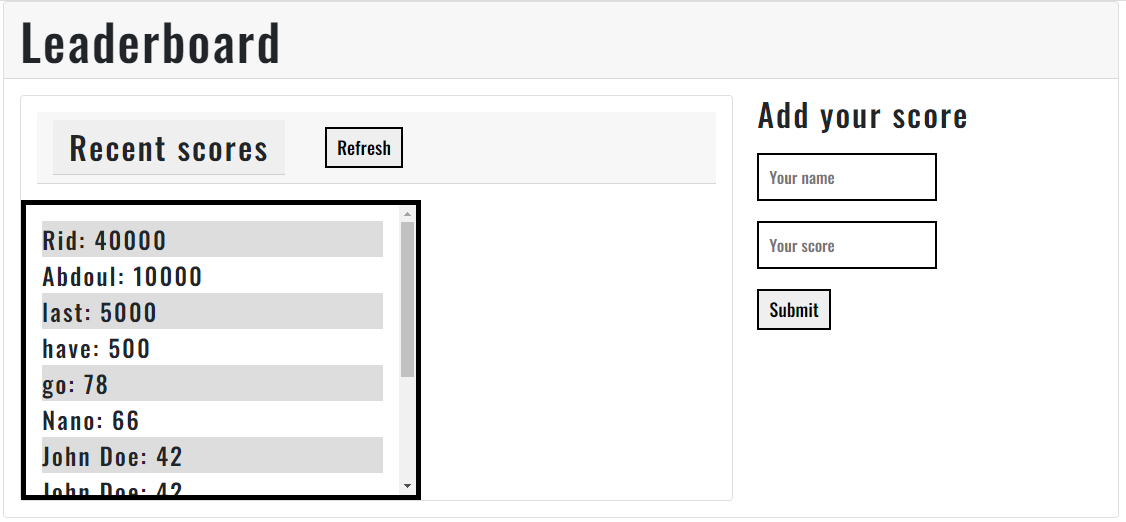 Leaderboard
Recent scores
Refresh
Rid: 40000
Abdoul: 10000
last: 5000
have: 500
go: 78
Nano: 66
John Doe: 42
John Doe: 42
Add your score
Your name
Your score
Submit